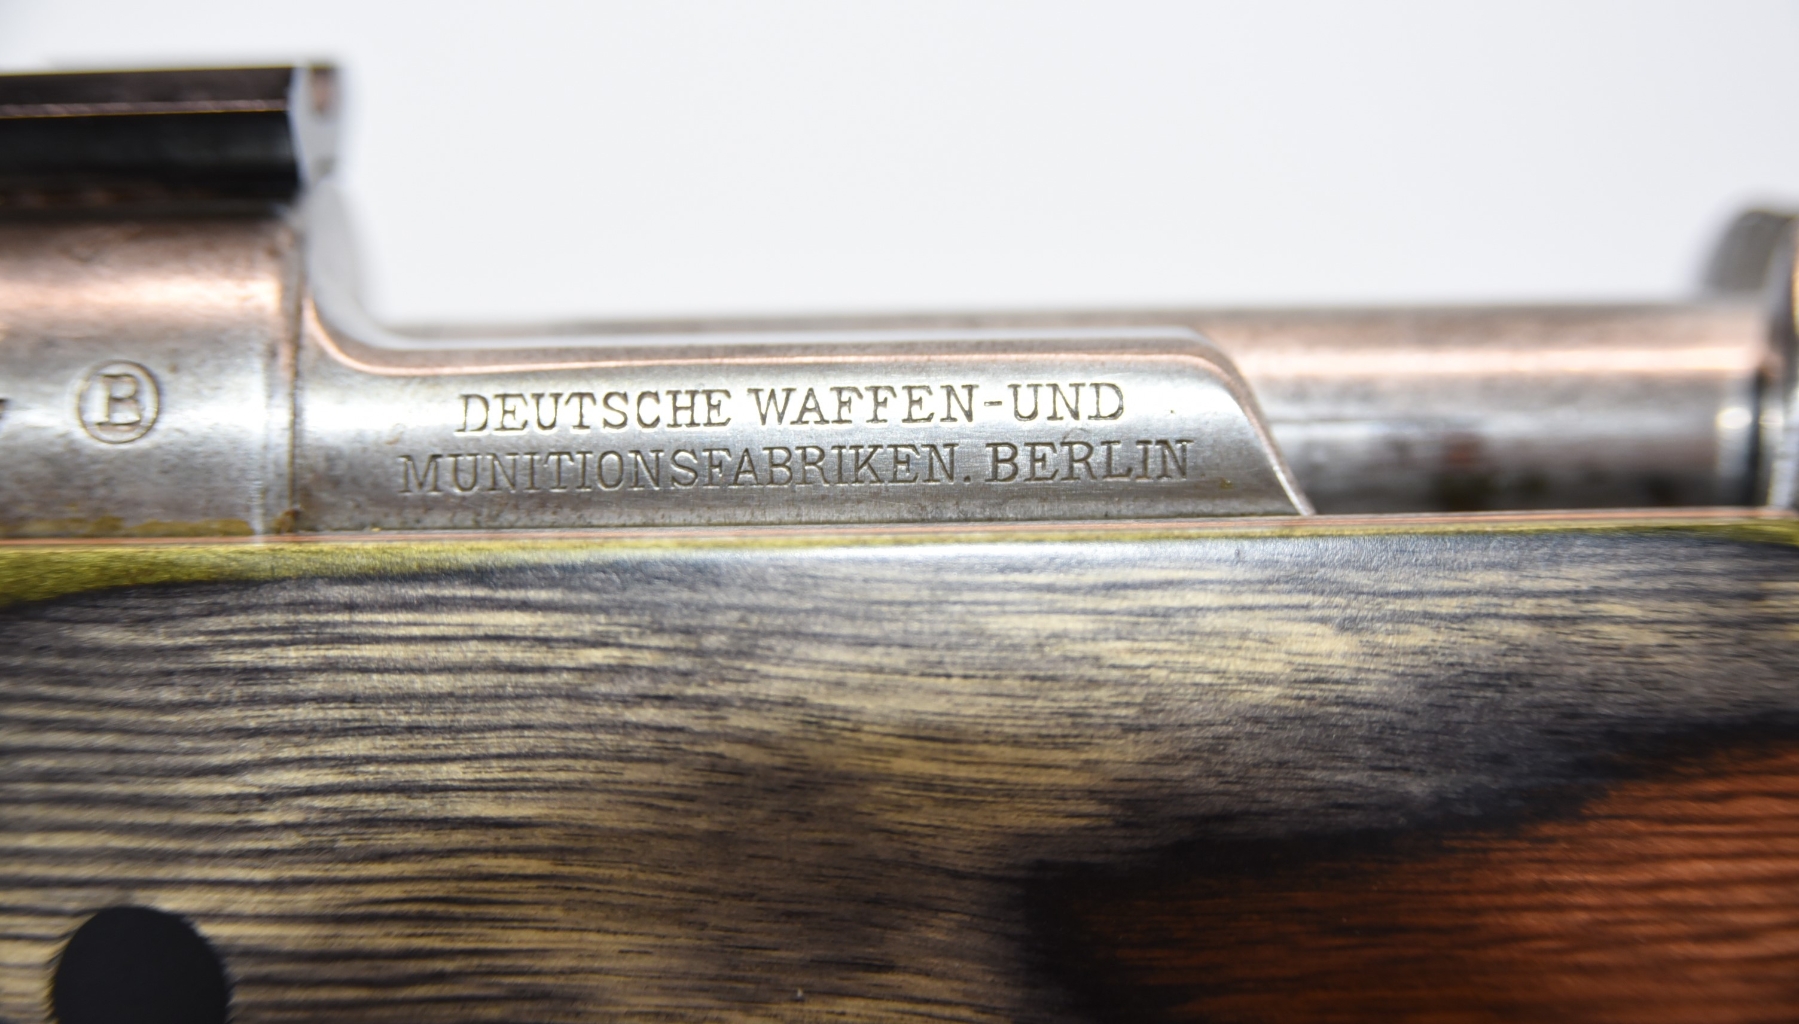 B
DEUTSCHE WAFFEN-UND
MUNITIONSFABRIKEN. BERLIN